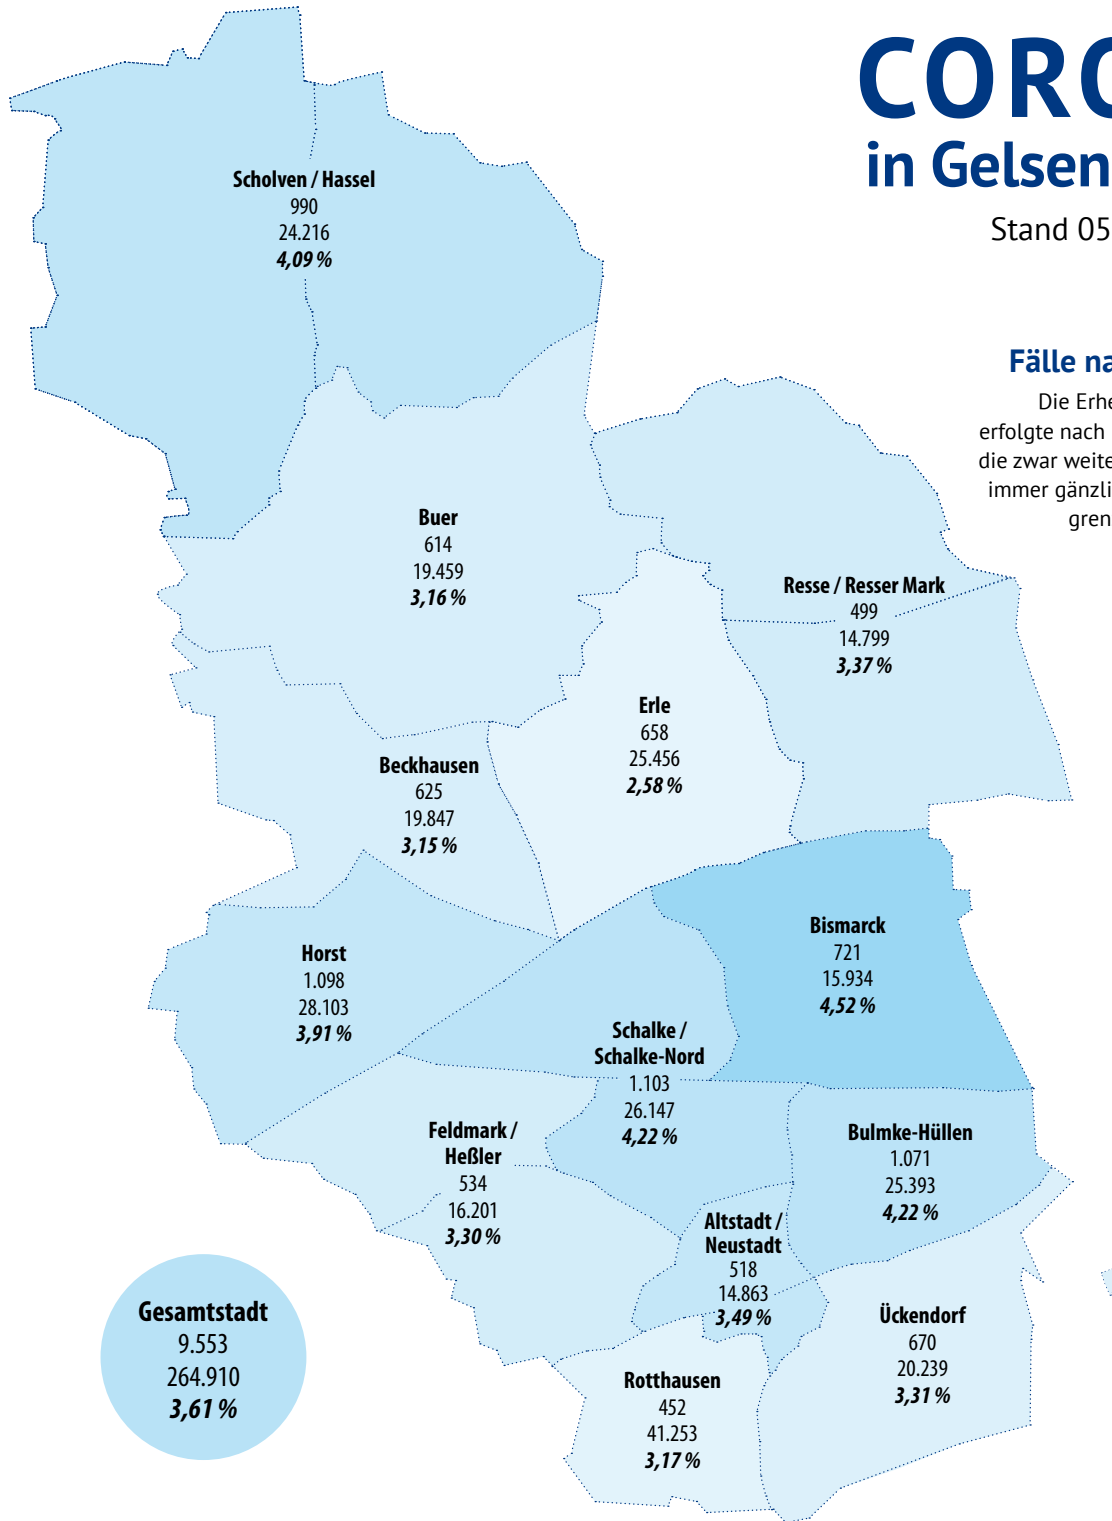 CORO
in Gelsen
Stand 05
Fälle na
Die Erhe
erfolgte nach
die zwar weite
immer gänzli
gren
Scholven / Hassel
990
24.216
4,09 %
Buer
614
19.459
3,16 %
Resse / Resser Mark
499
14.799
3,37 %
Erle
658
25.456
2,58 %
Beckhausen
625
19.847
3,15 %
Bismarck
721
15.934
4,52 %
Horst
1.098
28.103
3,91 %
Schalke /
Schalke-Nord
1.103
26.147
4,22 %
Feldmark /
Heßler
534
16.201
3,30 %
Bulmke-Hüllen
1.071
25.393
4,22 %
Altstadt /
Neustadt
518
14.863
3,49 %
Ückendorf
670
20.239
3,31 %
Rotthausen
452
41.253
3,17 %
Gesamtstadt
9.553
264.910
3,61 %